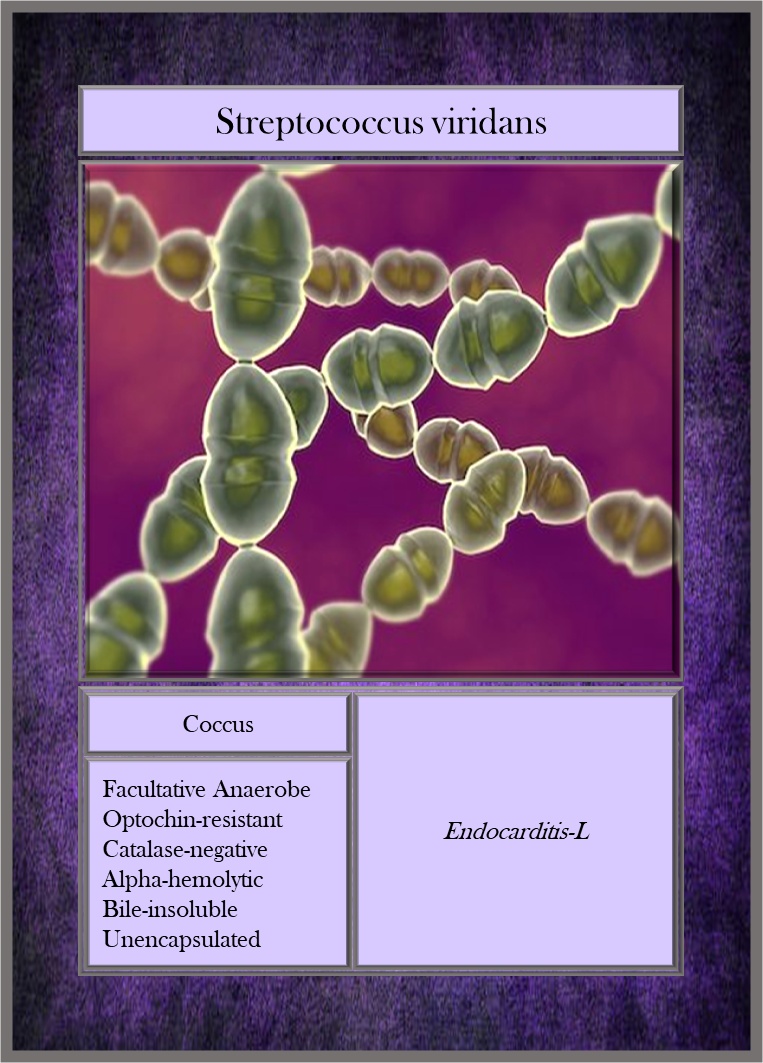 Streptococcus viridans
Coccus
Facultative Anaerobe
Optochin-resistant
Catalase-negative
Alpha-hemolytic
Bile-insoluble
Unencapsulated
Endocarditis-L